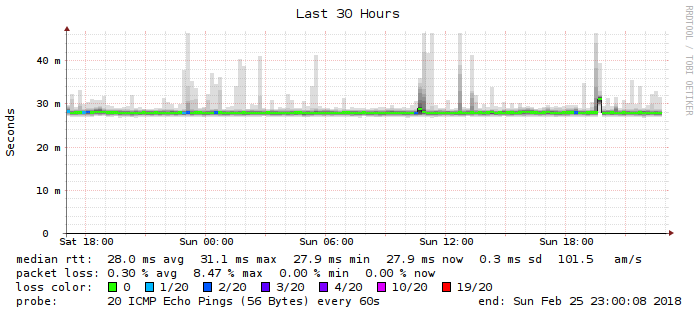 Last 30 Hours
RRDTOOL / TOBI OETIKER
Seconds
40 m
30 m
20 m
10 m
0
Sat 18:00 Sun 00:00 Sun 06:00 Sun 12:00 Sun 18:00
median rtt: 28.0 ms avg 31.1 ms max 27.9 ms min 27.9 ms now 0.3 ms sd 101.5 am/s
packet loss: 0.30 % avg 8.47 % max 0.00 % min 0.00 % now
loss color: 0 1/20 2/20 3/20 4/20 10/20 19/20
probe: 20 ICMP Echo Pings (56 Bytes) every 60s end: Sun Feb 25 23:00:08 2018